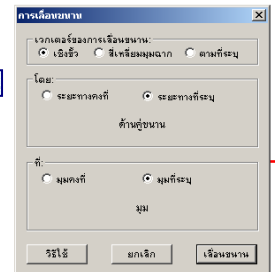 การเลื่อนขนาน
เวกเตอร์ของการเลื่อนขนาน:
เชิงขั้ว สี่เหลี่ยมมุมฉาก ตามที่ระบุ
โดย:
ระยะทางคงที่ ระยะทางที่ระบุ
ด้านคู่ขนาน
ที่:
มุมคงที่ มุมที่ระบุ
มุม
วิธีใช้ ยกเลิก เลื่อนขนาน